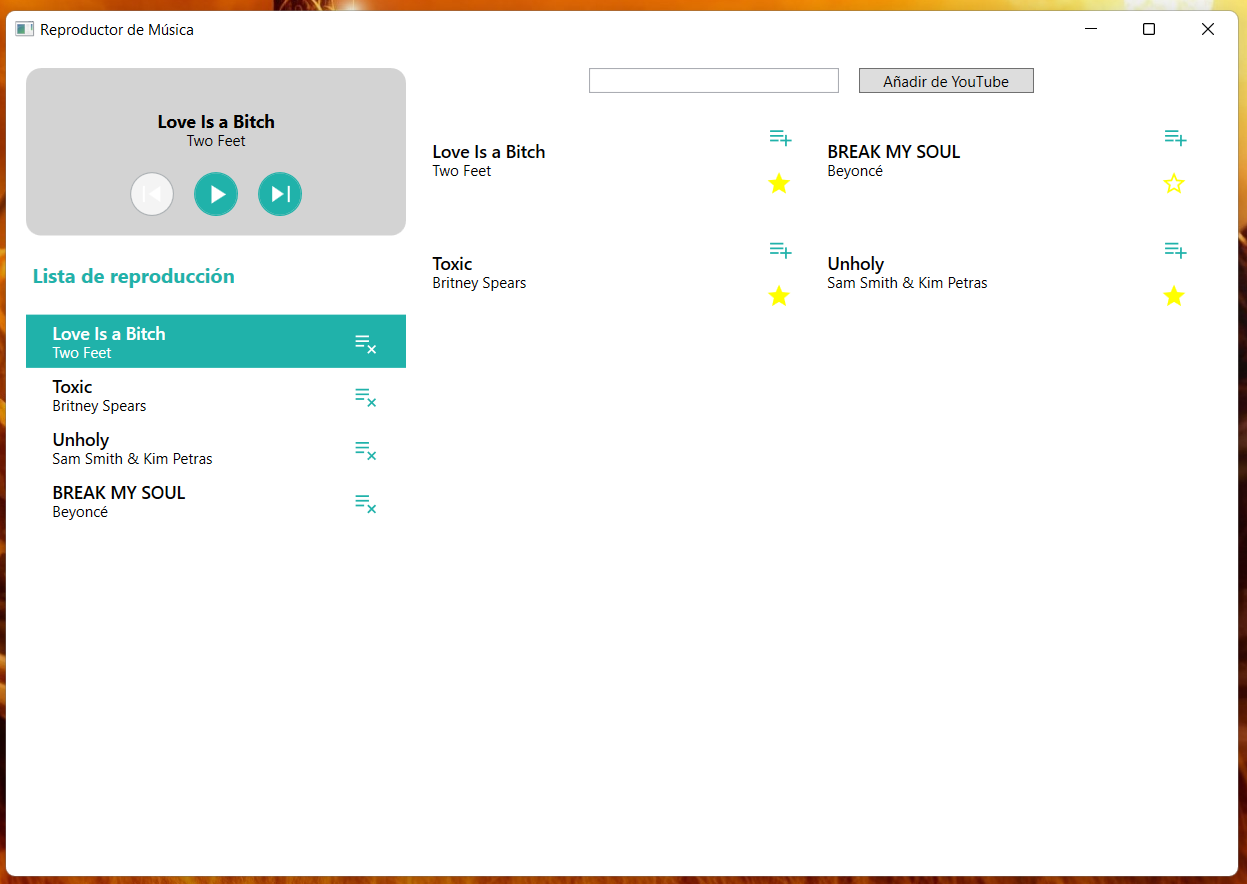 Reproductor de Música
Love Is a Bitch
Two Feet
Lista de reproducción
Love Is a Bitch
Two Feet
Toxic
Britney Spears
Unholy
Sam Smith & Kim Petras
BREAK MY SOUL
Beyoncé
Añadir de YouTube
Love Is a Bitch
Two Feet
BREAK MY SOUL
Beyoncé
Toxic
Britney Spears
Unholy
Sam Smith & Kim Petras